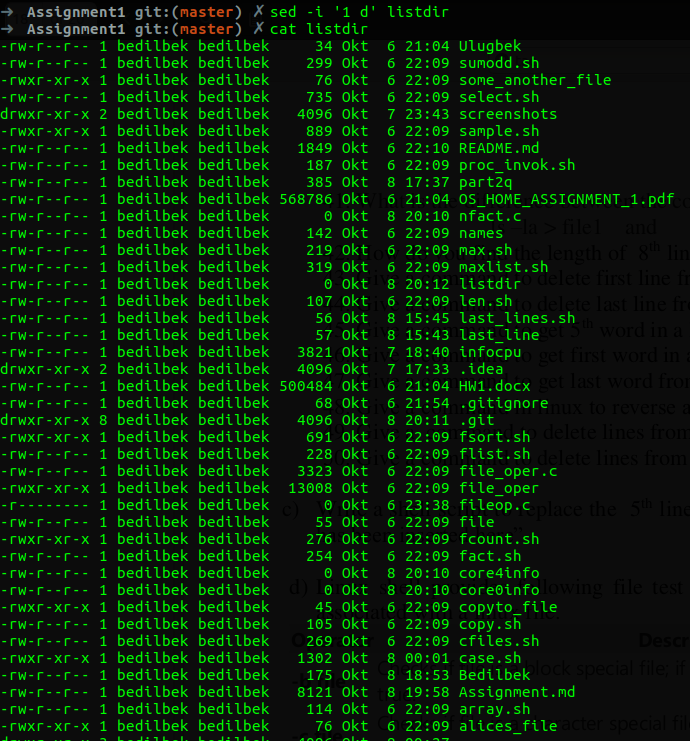 ➜  Assignment1 git:(master) ✗ sed -i '1 d' listdir
➜  Assignment1 git:(master) ✗ cat listdir
-rw-r--r-- 1 bedilbek bedilbek     34 Okt  6 21:04 Ulugbek
-rw-r--r-- 1 bedilbek bedilbek    299 Okt  6 22:09 sumodd.sh
-rwxr-xr-x 1 bedilbek bedilbek     76 Okt  6 22:09 some_another_file
-rw-r--r-- 1 bedilbek bedilbek    735 Okt  6 22:09 select.sh
drwxr-xr-x 2 bedilbek bedilbek   4096 Okt  7 23:43 screenshots
-rwxr-xr-x 1 bedilbek bedilbek    889 Okt  6 22:09 sample.sh
-rw-r--r-- 1 bedilbek bedilbek   1849 Okt  6 22:10 README.md
-rw-r--r-- 1 bedilbek bedilbek    187 Okt  6 22:09 proc_invok.sh
-rw-r--r-- 1 bedilbek bedilbek    385 Okt  8 17:37 part2q
-rw-r--r-- 1 bedilbek bedilbek 568786 Okt  6 21:04 OS_HOME_ASSIGNMENT_1.pdf
-rw-r--r-- 1 bedilbek bedilbek      0 Okt  8 20:10 nfact.c
-rw-r--r-- 1 bedilbek bedilbek    142 Okt  6 22:09 names
-rw-r--r-- 1 bedilbek bedilbek    219 Okt  6 22:09 max.sh
-rw-r--r-- 1 bedilbek bedilbek    319 Okt  6 22:09 maxlist.sh
-rw-r--r-- 1 bedilbek bedilbek      0 Okt  8 20:12 listdir
-rw-r--r-- 1 bedilbek bedilbek    107 Okt  6 22:09 len.sh
-rw-r--r-- 1 bedilbek bedilbek     56 Okt  8 15:45 last_lines.sh
-rw-r--r-- 1 bedilbek bedilbek     57 Okt  8 15:43 last_line
-rw-r--r-- 1 bedilbek bedilbek   3821 Okt  7 18:40 infocpu
drwxr-xr-x 2 bedilbek bedilbek   4096 Okt  7 17:33 .idea
-rw-r--r-- 1 bedilbek bedilbek 500484 Okt  6 21:04 HW1.docx
-rw-r--r-- 1 bedilbek bedilbek     68 Okt  6 21:54 .gitignore
drwxr-xr-x 8 bedilbek bedilbek   4096 Okt  8 20:11 .git
-rwxr-xr-x 1 bedilbek bedilbek    691 Okt  6 22:09 fsort.sh
-rw-r--r-- 1 bedilbek bedilbek    228 Okt  6 22:09 flist.sh
-rw-r--r-- 1 bedilbek bedilbek   3323 Okt  6 22:09 file_oper.c
-rwxr-xr-x 1 bedilbek bedilbek  13008 Okt  6 22:09 file_oper
-r-------- 1 bedilbek bedilbek      0 Okt  6 23:38 fileop.c
-rw-r--r-- 1 bedilbek bedilbek     55 Okt  6 22:09 file
-rwxr-xr-x 1 bedilbek bedilbek    276 Okt  6 22:09 fcount.sh
-rw-r--r-- 1 bedilbek bedilbek    254 Okt  6 22:09 fact.sh
-rw-r--r-- 1 bedilbek bedilbek      0 Okt  8 20:10 core4info
-rw-r--r-- 1 bedilbek bedilbek      0 Okt  8 20:10 core0info
-rwxr-xr-x 1 bedilbek bedilbek     45 Okt  6 22:09 copyto_file
-rw-r--r-- 1 bedilbek bedilbek    105 Okt  6 22:09 copy.sh
-rw-r--r-- 1 bedilbek bedilbek    269 Okt  6 22:09 cfiles.sh
-rwxr-xr-x 1 bedilbek bedilbek   1302 Okt  8 00:01 case.sh
-rw-r--r-- 1 bedilbek bedilbek    175 Okt  8 18:53 Bedilbek
-rw-r--r-- 1 bedilbek bedilbek   8121 Okt  8 19:58 Assignment.md
-rw-r--r-- 1 bedilbek bedilbek    114 Okt  6 22:09 array.sh
-rwxr-xr-x 1 bedilbek bedilbek     76 Okt  6 22:09 alices_file